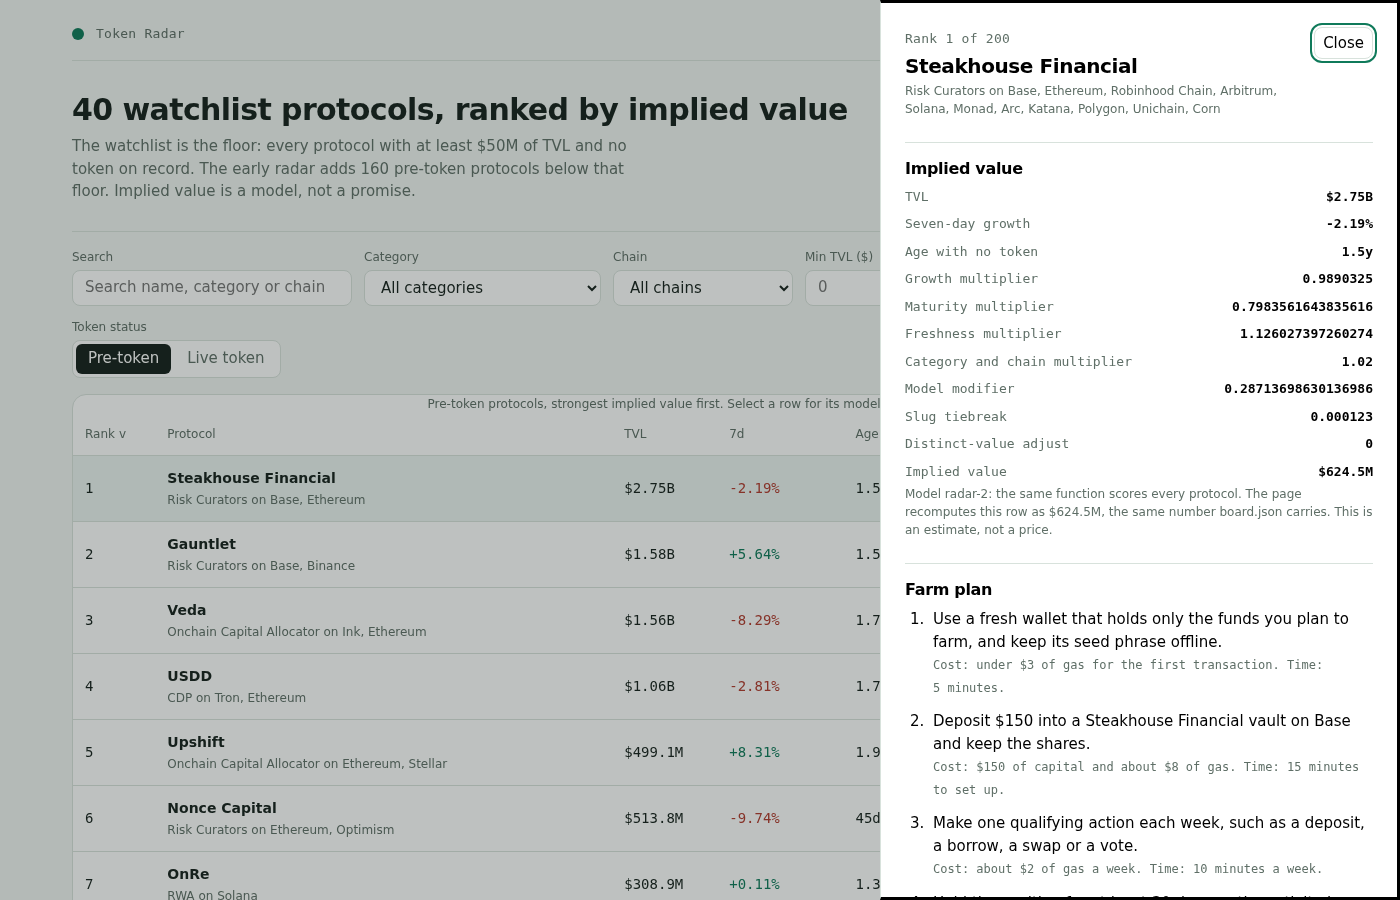 Token Radar
40 watchlist protocols, ranked by implied value
The watchlist is the floor: every protocol with at least $50M of TVL and no
token on record. The early radar adds 160 pre-token protocols below that
floor. Implied value is a model, not a promise.
Search
Category
Chain
Min TVL ($)
Search name, category or chain
All categories
All chains
0
Token status
Pre-token
Live token
Pre-token protocols, strongest implied value first. Select a row for its model
Rank v
Protocol
TVL
7d
Age
1
Steakhouse Financial
Risk Curators on Base, Ethereum
$2.75B
-2.19%
1.5
2
Gauntlet
Risk Curators on Base, Binance
$1.58B
+5.64%
1.5
3
Veda
Onchain Capital Allocator on Ink, Ethereum
$1.56B
-8.29%
1.7
4
USDD
CDP on Tron, Ethereum
$1.06B
-2.81%
1.7
5
Upshift
Onchain Capital Allocator on Ethereum, Stellar
$499.1M
+8.31%
1.9
6
Nonce Capital
Risk Curators on Ethereum, Optimism
$513.8M
-9.74%
45d
7
OnRe
RWA on Solana
$308.9M
+0.11%
1.3
Rank 1 of 200
Close
Steakhouse Financial
Risk Curators on Base, Ethereum, Robinhood Chain, Arbitrum,
Solana, Monad, Arc, Katana, Polygon, Unichain, Corn
Implied value
TVL $2.75B
Seven-day growth -2.19%
Age with no token 1.5y
Growth multiplier 0.9890325
Maturity multiplier 0.7983561643835616
Freshness multiplier 1.126027397260274
Category and chain multiplier 1.02
Model modifier 0.28713698630136986
Slug tiebreak 0.000123
Distinct-value adjust 0
Implied value $624.5M
Model radar-2: the same function scores every protocol. The page
recomputes this row as $624.5M, the same number board.json carries. This is
an estimate, not a price.
Farm plan
1. Use a fresh wallet that holds only the funds you plan to
farm, and keep its seed phrase offline.
Cost: under $3 of gas for the first transaction. Time:
5 minutes.
2. Deposit $150 into a Steakhouse Financial vault on Base
and keep the shares.
Cost: $150 of capital and about $8 of gas. Time: 15 minutes
to set up.
3. Make one qualifying action each week, such as a deposit,
a borrow, a swap or a vote.
Cost: about $2 of gas a week. Time: 10 minutes a week.